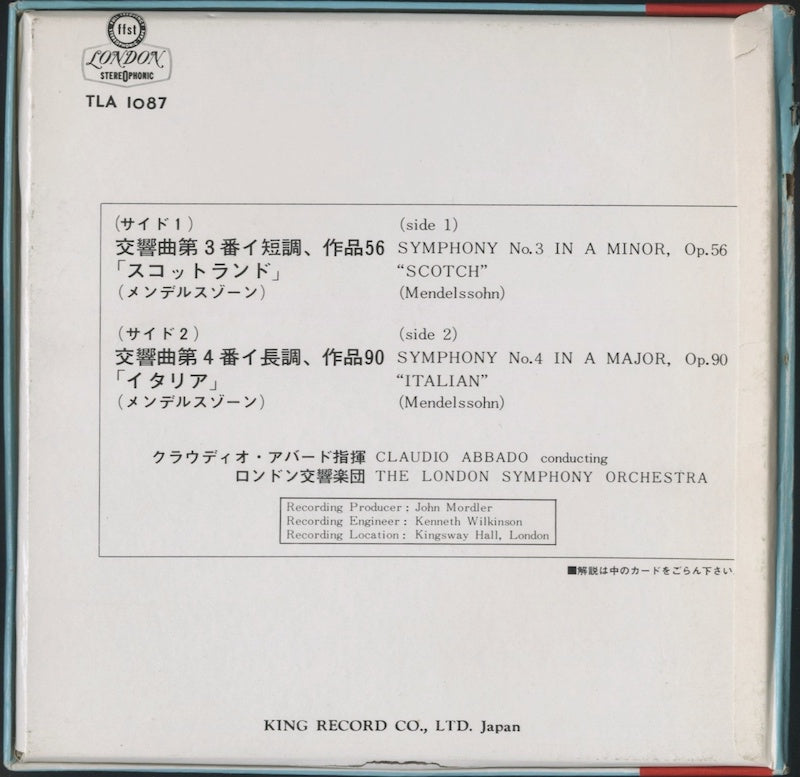 ffst
LONDON
STEREOPHONIC
TLA 1087
(サイド1) (side 1)
交響曲第3番イ短調、作品56 SYMPHONY No.3 IN A MINOR, Op.56
「スコットランド」 “SCOTCH”
(メンデルスゾーン) (Mendelssohn)
(サイド2) (side 2)
交響曲第4番イ長調、作品90 SYMPHONY No.4 IN A MAJOR, Op.90
「イタリア」 “ITALIAN”
(メンデルスゾーン) (Mendelssohn)
クラウディオ・アバード指揮 CLAUDIO ABBADO conducting
ロンドン交響楽団 THE LONDON SYMPHONY ORCHESTRA
Recording Producer : John Mordler
Recording Engineer : Kenneth Wilkinson
Recording Location : Kingsway Hall, London
■解説は中のカードをごらん下さい
KING RECORD CO., LTD. Japan